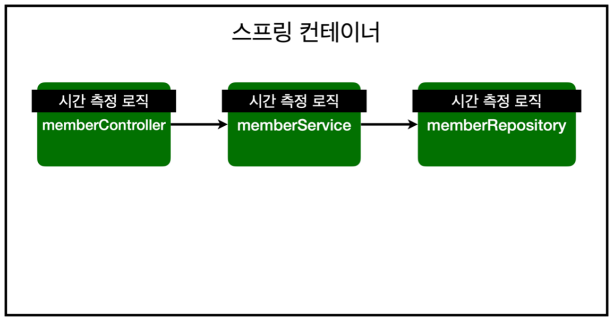 스프링 컨테이너
시간 측정 로직
memberController
시간 측정 로직
memberService
시간 측정 로직
memberRepository